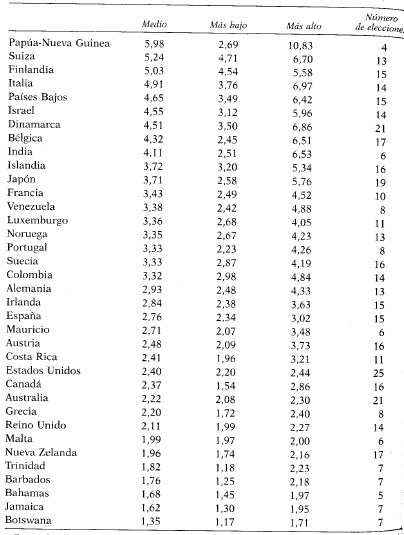 Número
Medio Más bajo Más alto de elecciones
Papúa-Nueva Guinea 5,98 2,69 10,83 4
Suiza 5,24 4,71 6,70 13
Finlandia 5,03 4,54 5,58 15
Italia 4,91 3,76 6,97 14
Países Bajos 4,65 3,49 6,42 15
Israel 4,55 3,12 5,96 14
Dinamarca 4,51 3,50 6,86 21
Bélgica 4,32 2,45 6,51 17
India 4,11 2,51 6,53 6
Islandia 3,72 3,20 5,34 16
Japón 3,71 2,58 5,76 19
Francia 3,43 2,49 4,52 10
Venezuela 3,38 2,42 4,88 8
Luxemburgo 3,36 2,68 4,05 11
Noruega 3,35 2,67 4,23 13
Portugal 3,33 2,23 4,26 8
Suecia 3,33 2,87 4,19 16
Colombia 3,32 2,98 4,84 14
Alemania 2,93 2,48 4,33 13
Irlanda 2,84 2,38 3,63 15
España 2,76 2,34 3,02 15
Mauricio 2,71 2,07 3,48 6
Austria 2,48 2,09 3,73 16
Costa Rica 2,41 1,96 3,21 11
Estados Unidos 2,40 2,20 2,44 25
Canadá 2,37 1,54 2,86 16
Australia 2,22 2,08 2,30 21
Grecia 2,20 1,72 2,40 8
Reino Unido 2,11 1,99 2,27 14
Malta 1,99 1,97 2,00 6
Nueva Zelanda 1,96 1,74 2,16 17
Trinidad 1,82 1,18 2,23 7
Barbados 1,76 1,25 2,18 7
Bahamas 1,68 1,45 1,97 5
Jamaica 1,62 1,30 1,95 7
Botswana 1,35 1,17 1,71 7